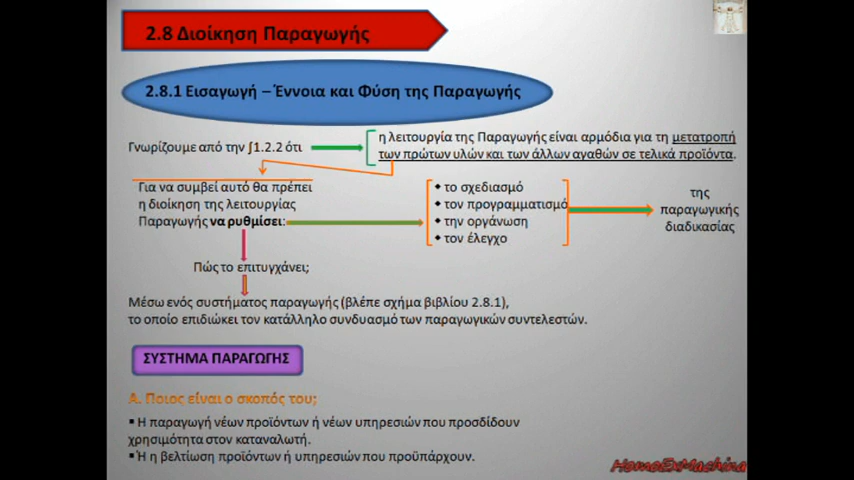 2.8 Διοίκηση Παραγωγής
2.8.1 Εισαγωγή – Έννοια και Φύση της Παραγωγής
Γνωρίζουμε από την ∫1.2.2 ότι
η λειτουργία της Παραγωγής είναι αρμόδια για τη μετατροπή
των πρώτων υλών και των άλλων αγαθών σε τελικά προϊόντα.
Για να συμβεί αυτό θα πρέπει
η διοίκηση της λειτουργίας
Παραγωγής να ρυθμίσει:
το σχεδιασμό
τον προγραμματισμό
την οργάνωση
τον έλεγχο
της
παραγωγικής
διαδικασίας
Πώς το επιτυγχάνει;
Μέσω ενός συστήματος παραγωγής (βλέπε σχήμα βιβλίου 2.8.1),
το οποίο επιδιώκει τον κατάλληλο συνδυασμό των παραγωγικών συντελεστών.
ΣΥΣΤΗΜΑ ΠΑΡΑΓΩΓΗΣ
Α. Ποιος είναι ο σκοπός του;
Η παραγωγή νέων προϊόντων ή νέων υπηρεσιών που προσδίδουν
χρησιμότητα στον καταναλωτή.
Ή η βελτίωση προϊόντων ή υπηρεσιών που προϋπάρχουν.
HomoExMachina